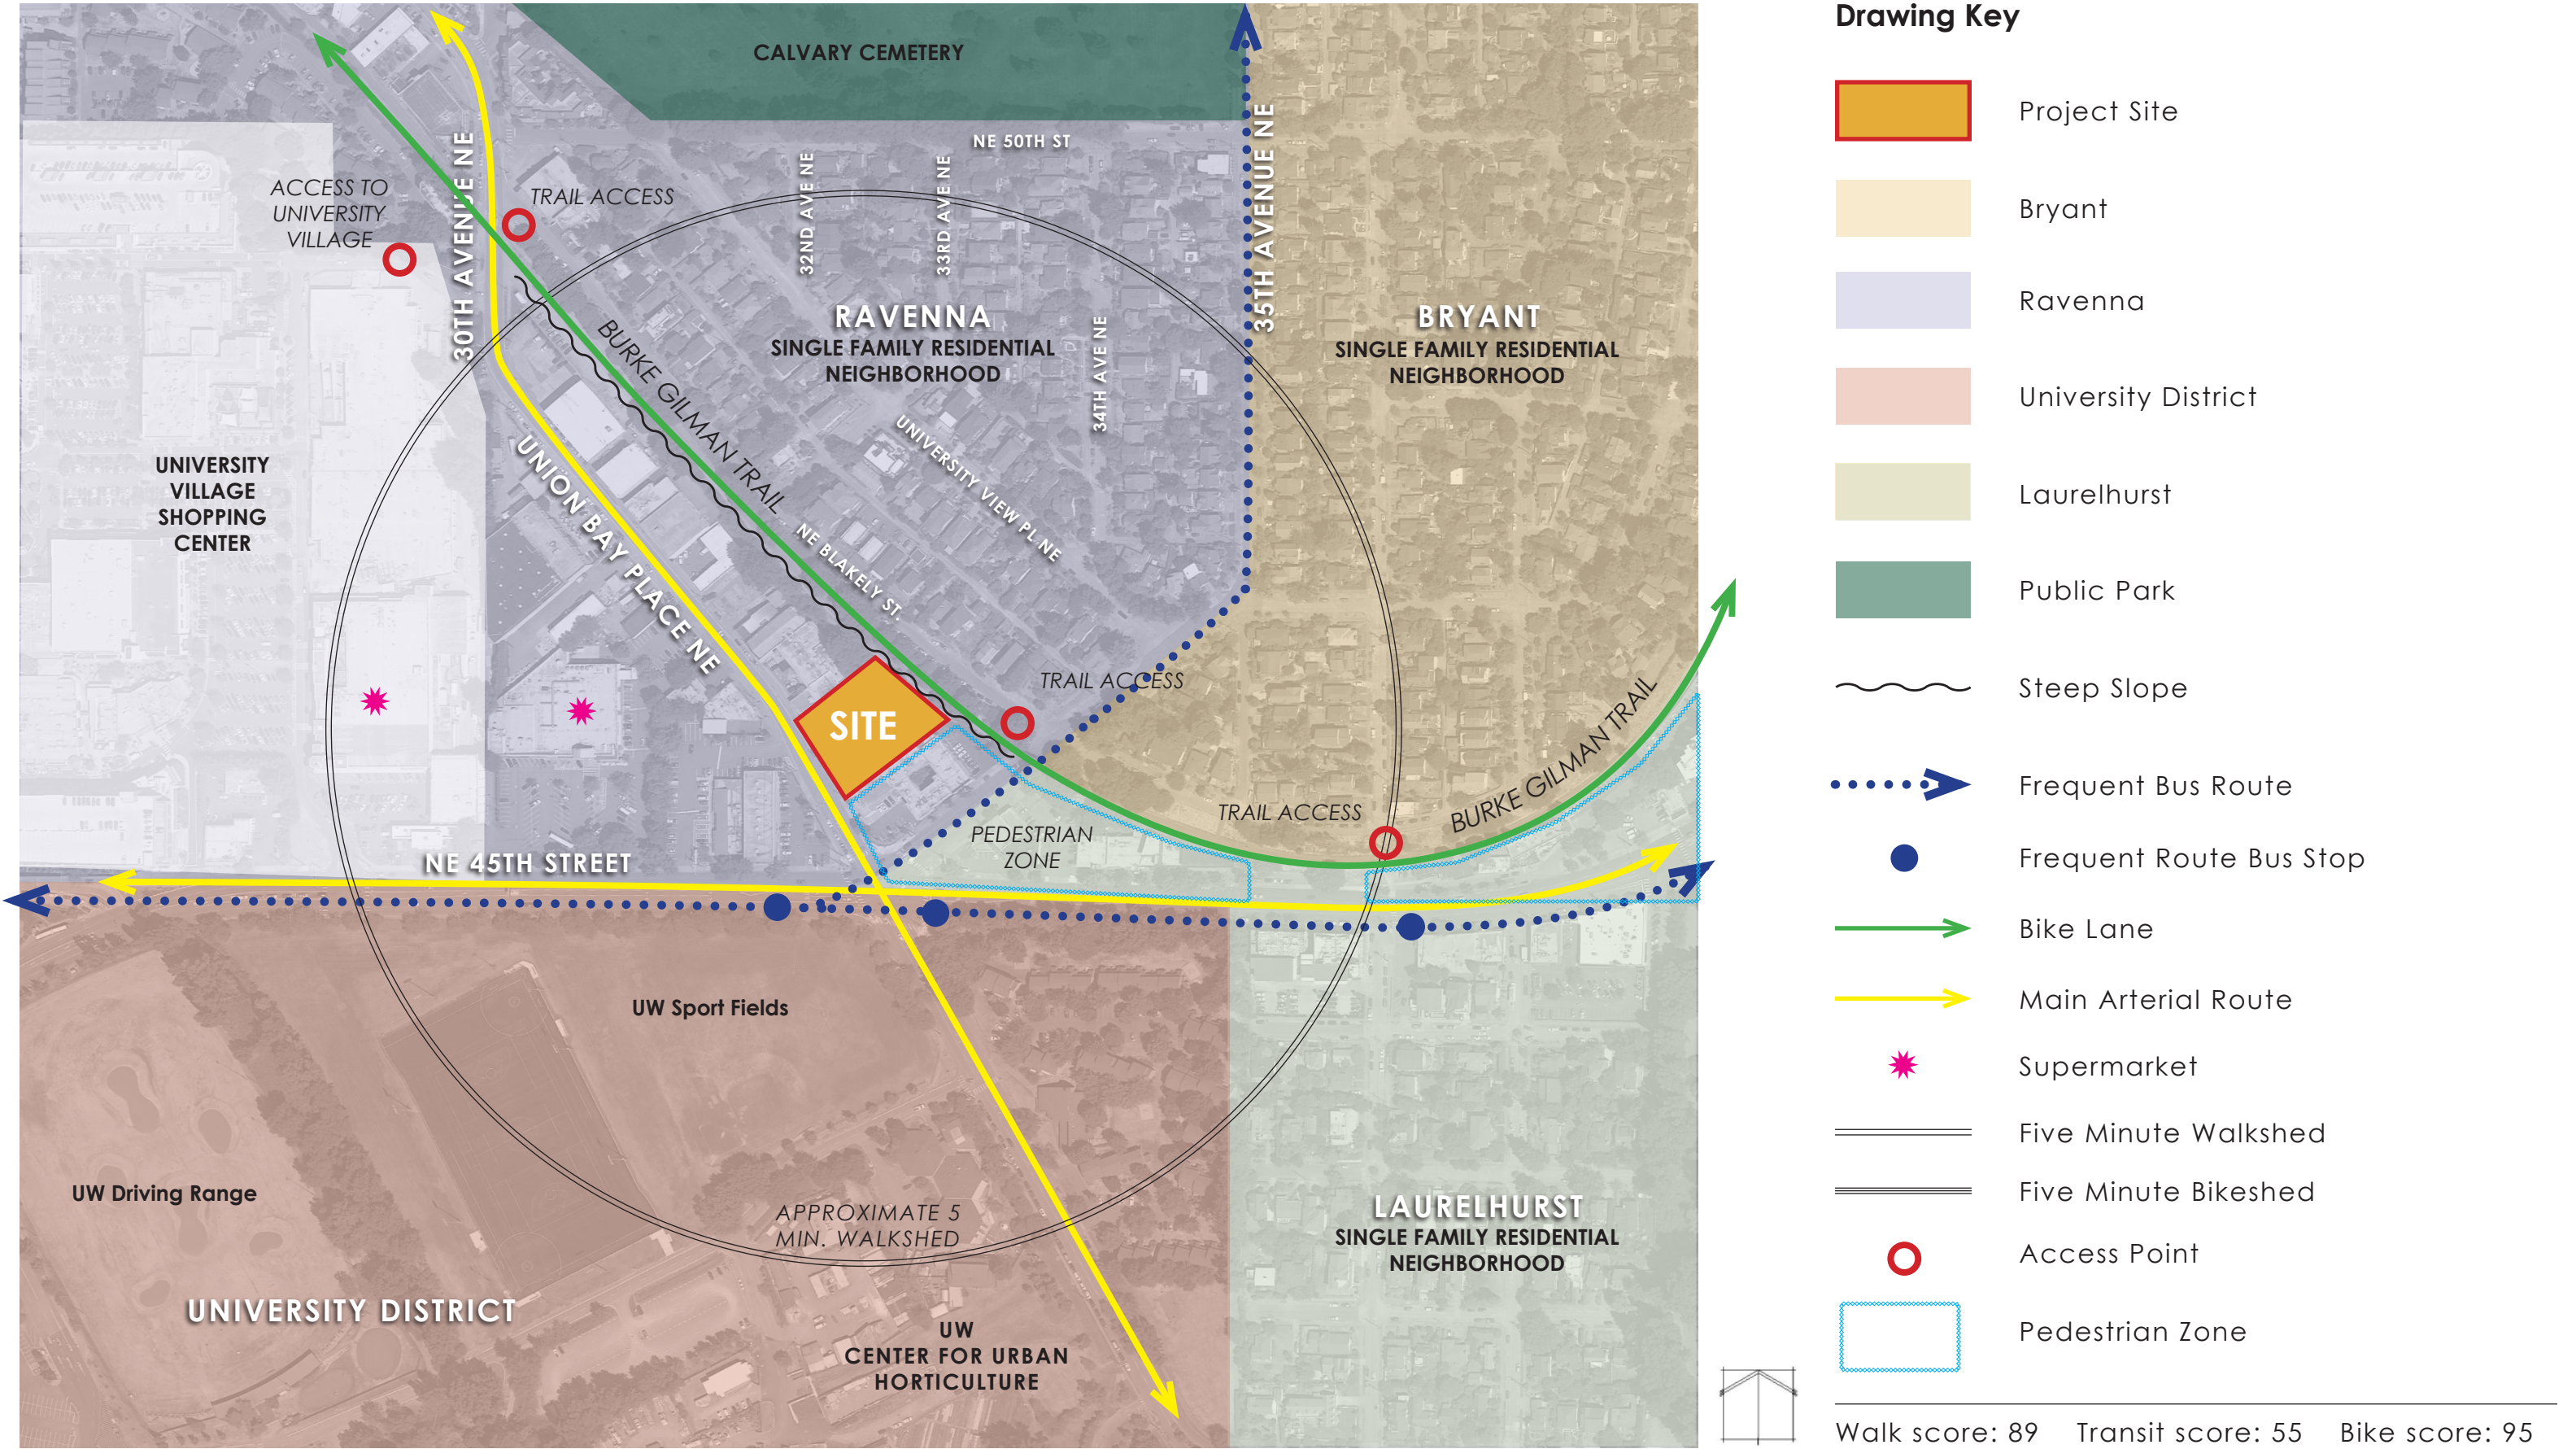 CALVARY CEMETERY
NE 50TH ST
30TH AVENUE NE
32ND AVE NE
33RD AVE NE
34TH AVE NE
35TH AVENUE NE
ACCESS TO
UNIVERSITY
VILLAGE
TRAIL ACCESS
RAVENNA
SINGLE FAMILY RESIDENTIAL
NEIGHBORHOOD
BRYANT
SINGLE FAMILY RESIDENTIAL
NEIGHBORHOOD
BURKE GILMAN TRAIL
UNIVERSITY VIEW PL NE
UNION BAY PLACE NE
NE BLAKELY ST.
UNIVERSITY
VILLAGE
SHOPPING
CENTER
SITE
TRAIL ACCESS
TRAIL ACCESS
BURKE GILMAN TRAIL
PEDESTRIAN
ZONE
NE 45TH STREET
UW Sport Fields
UW Driving Range
APPROXIMATE 5
MIN. WALKSHED
LAURELHURST
SINGLE FAMILY RESIDENTIAL
NEIGHBORHOOD
UNIVERSITY DISTRICT
UW
CENTER FOR URBAN
HORTICULTURE
Drawing Key
Project Site
Bryant
Ravenna
University District
Laurelhurst
Public Park
Steep Slope
Frequent Bus Route
Frequent Route Bus Stop
Bike Lane
Main Arterial Route
Supermarket
Five Minute Walkshed
Five Minute Bikeshed
Access Point
Pedestrian Zone
Walk score: 89 Transit score: 55 Bike score: 95